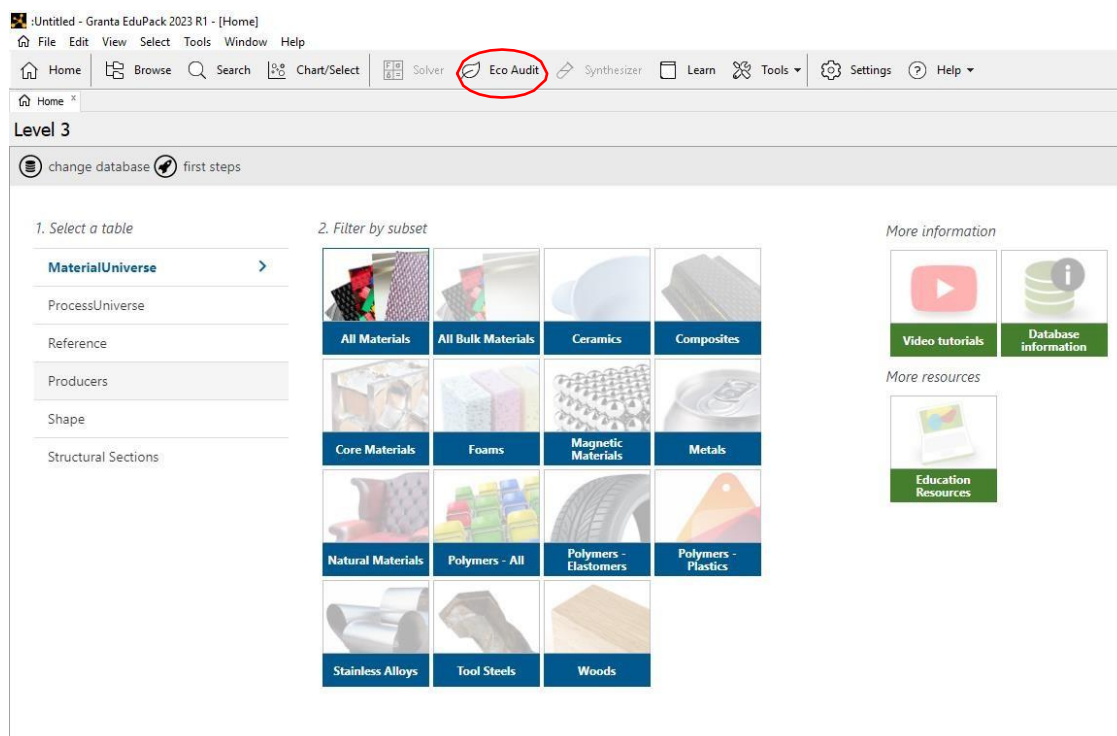 :Untitled - Granta EduPack 2023 R1 - [Home]
File Edit View Select Tools Window Help
Home Browse Search Chart/Select Solver Eco Audit Synthesizer Learn Tools Settings ? Help
Home x
Level 3
change database first steps
1. Select a table
MaterialUniverse
ProcessUniverse
Reference
Producers
Shape
Structural Sections
2. Filter by subset
All Materials
All Bulk Materials
Ceramics
Composites
Core Materials
Foams
Magnetic
Materials
Metals
Natural Materials
Polymers - All
Polymers -
Elastomers
Polymers -
Plastics
Stainless Alloys
Tool Steels
Woods
More information
Video tutorials
Database
information
More resources
Education
Resources